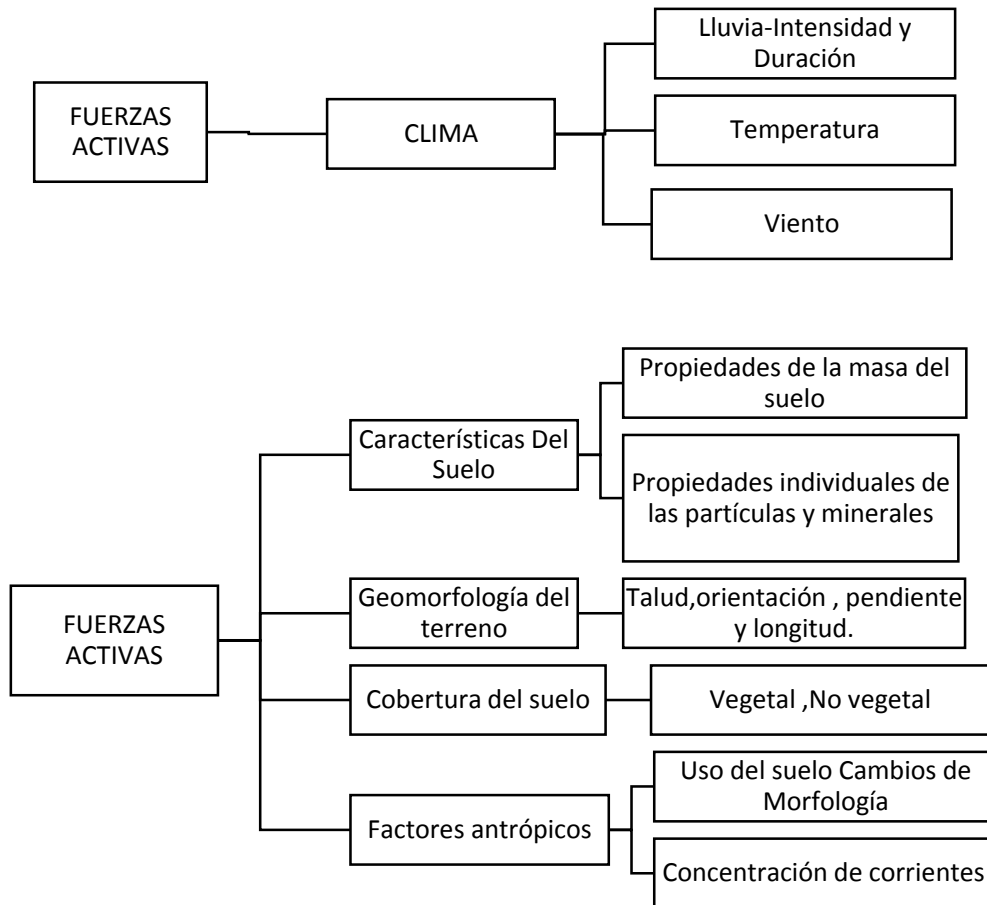 FUERZAS
ACTIVAS
CLIMA
Lluvia-Intensidad y
Duración
Temperatura
Viento
FUERZAS
ACTIVAS
Características Del
Suelo
Propiedades de la masa del
suelo
Propiedades individuales de
las partículas y minerales
Geomorfología del
terreno
Talud,orientación , pendiente
y longitud.
Cobertura del suelo
Vegetal ,No vegetal
Factores antrópicos
Uso del suelo Cambios de
Morfología
Concentración de corrientes